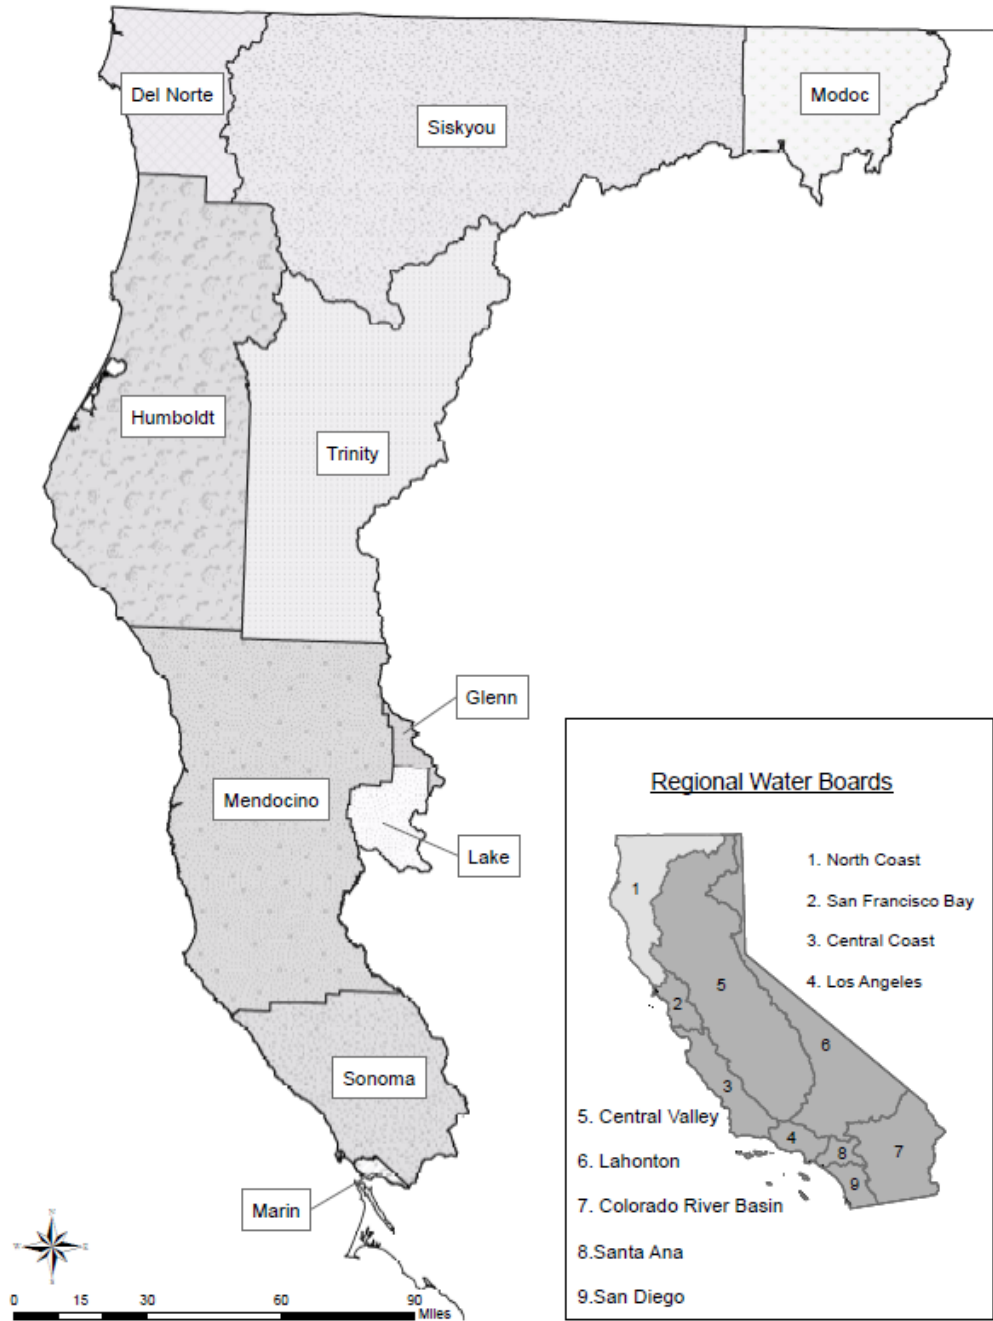 Del Norte
Siskyou
Modoc
Humboldt
Trinity
Glenn
Mendocino
Lake
Sonoma
Marin
N
W
E
S
0
15
30
60
90
Miles
Regional Water Boards
1. North Coast
2. San Francisco Bay
3. Central Coast
4. Los Angeles
5. Central Valley
6. Lahonton
7. Colorado River Basin
8.Santa Ana
9.San Diego
1
2
5
6
3
4
8
7
9